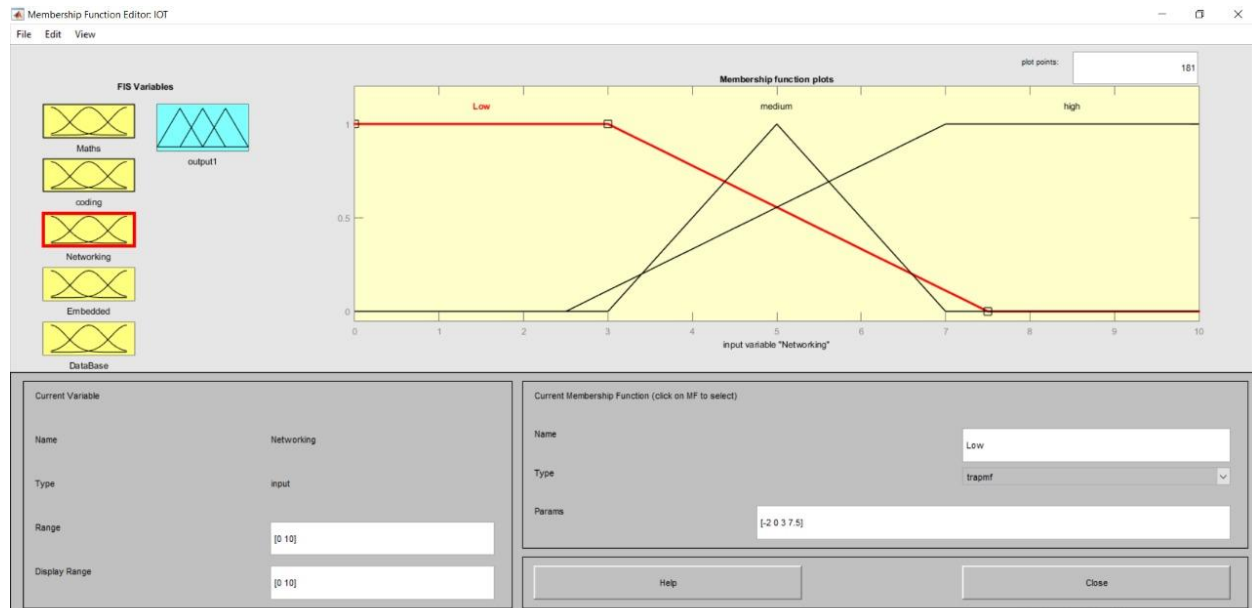 Membership Function Editor: IOT
File Edit View
FIS Variables
Maths
output1
coding
Networking
Embedded
DataBase
plot points:
181
Membership function plots
Low medium high
1
0.5
0
0 1 2 3 4 5 6 7 8 9 10
input variable "Networking"
Current Variable
Name Networking
Type input
Range [0 10]
Display Range [0 10]
Current Membership Function (click on MF to select)
Name Low
Type trapmf
Params [-2 0 3 7.5]
Help Close